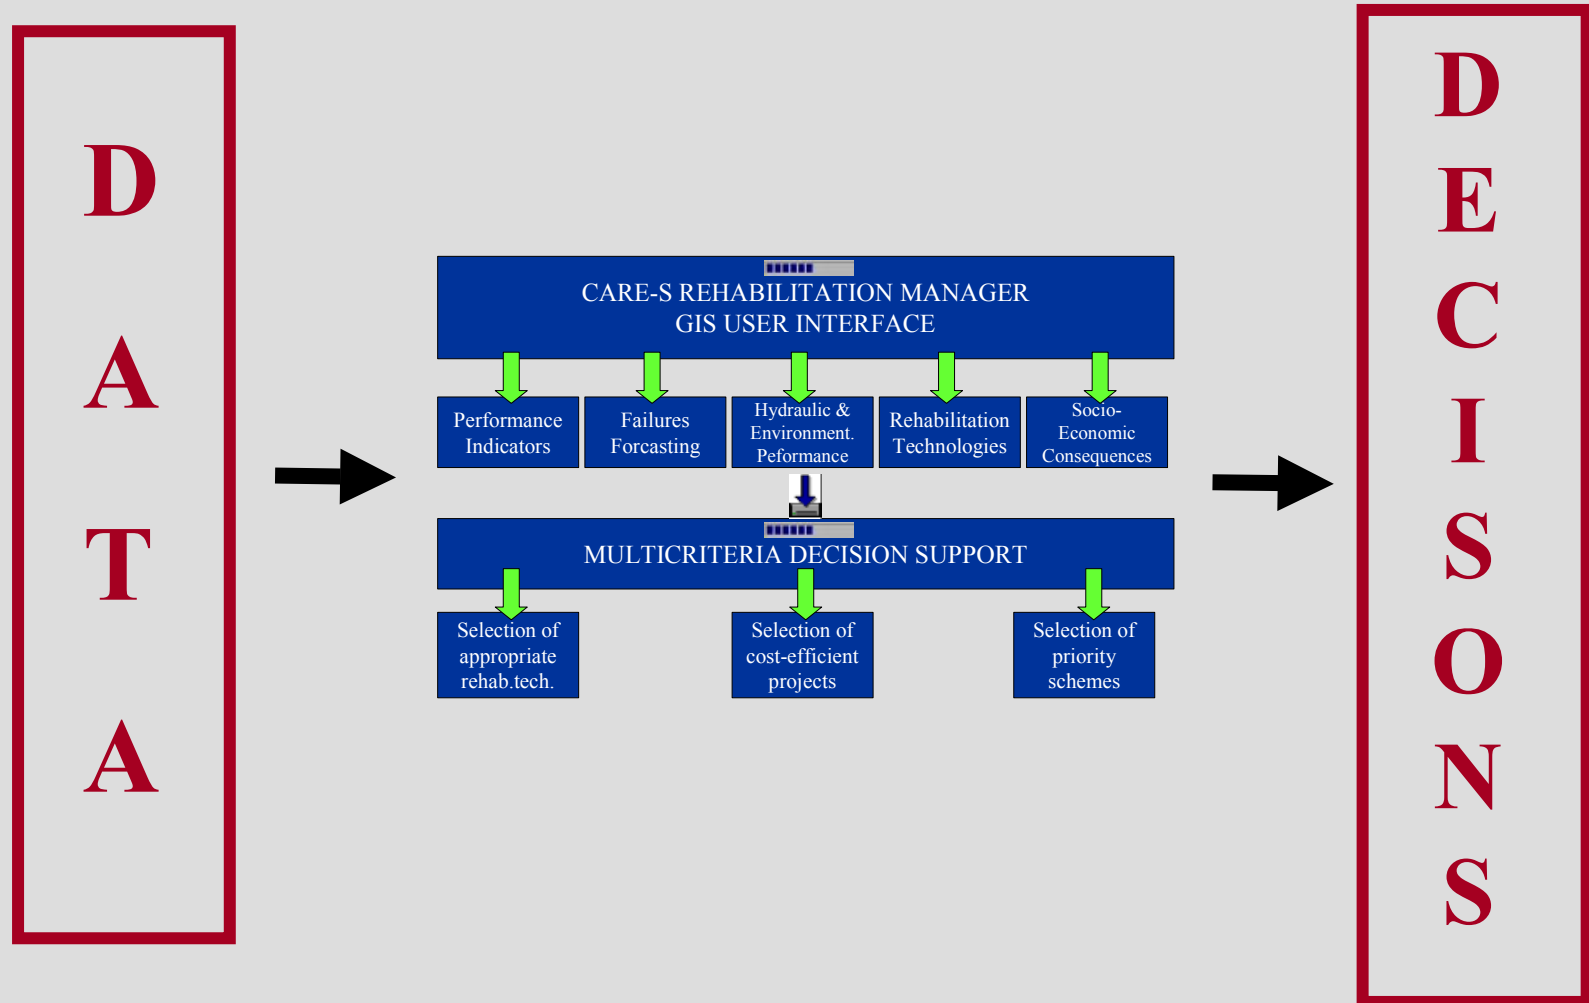 D
A
T
A
CARE-S REHABILITATION MANAGER
GIS USER INTERFACE
Performance
Indicators
Failures
Forcasting
Hydraulic &
Environment.
Peformance
Rehabilitation
Technologies
Socio-
Economic
Consequences
MULTICRITERIA DECISION SUPPORT
Selection of
appropriate
rehab.tech.
Selection of
cost-efficient
projects
Selection of
priority
schemes
D
E
C
I
S
O
N
S